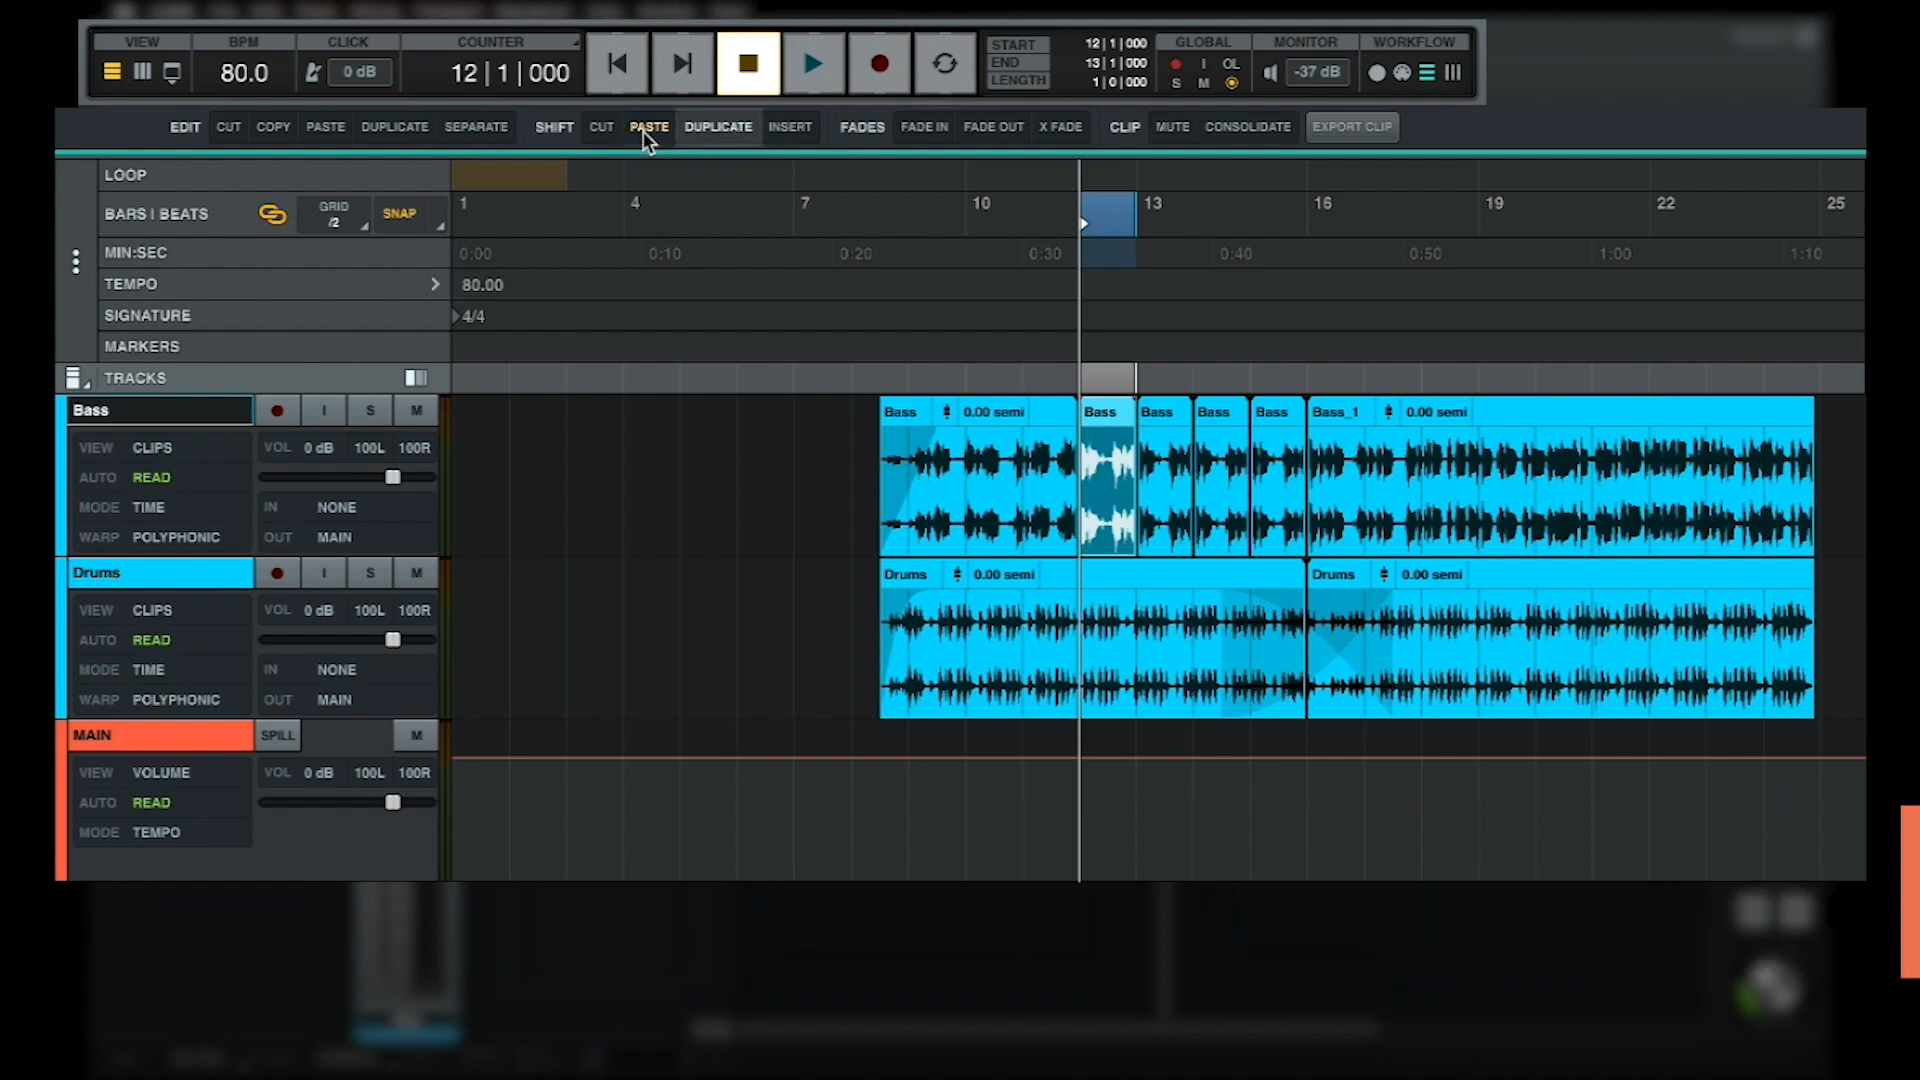 VIEW BPM CLICK COUNTER
80.0 0 dB 12 | 1 | 000
START 12 | 1 | 000
END 13 | 1 | 000
LENGTH 1 | 0 | 000
GLOBAL MONITOR WORKFLOW
I OL
S M
-37 dB
EDIT CUT COPY PASTE DUPLICATE SEPARATE SHIFT CUT PASTE DUPLICATE INSERT FADES FADE IN FADE OUT X FADE CLIP MUTE CONSOLIDATE EXPORT CLIP
LOOP
BARS | BEATS GRID /2 SNAP 1 4 7 10 13 16 19 22 25
MIN:SEC 0:00 0:10 0:20 0:30 0:40 0:50 1:00 1:10
TEMPO 80.00
SIGNATURE 4/4
MARKERS
TRACKS
Bass I S M Bass 0.00 semi Bass Bass Bass Bass Bass_1 0.00 semi
VIEW CLIPS VOL 0 dB 100L 100R
AUTO READ
MODE TIME IN NONE
WARP POLYPHONIC OUT MAIN
Drums I S M Drums 0.00 semi Drums 0.00 semi
VIEW CLIPS VOL 0 dB 100L 100R
AUTO READ
MODE TIME IN NONE
WARP POLYPHONIC OUT MAIN
MAIN SPILL M
VIEW VOLUME VOL 0 dB 100L 100R
AUTO READ
MODE TEMPO